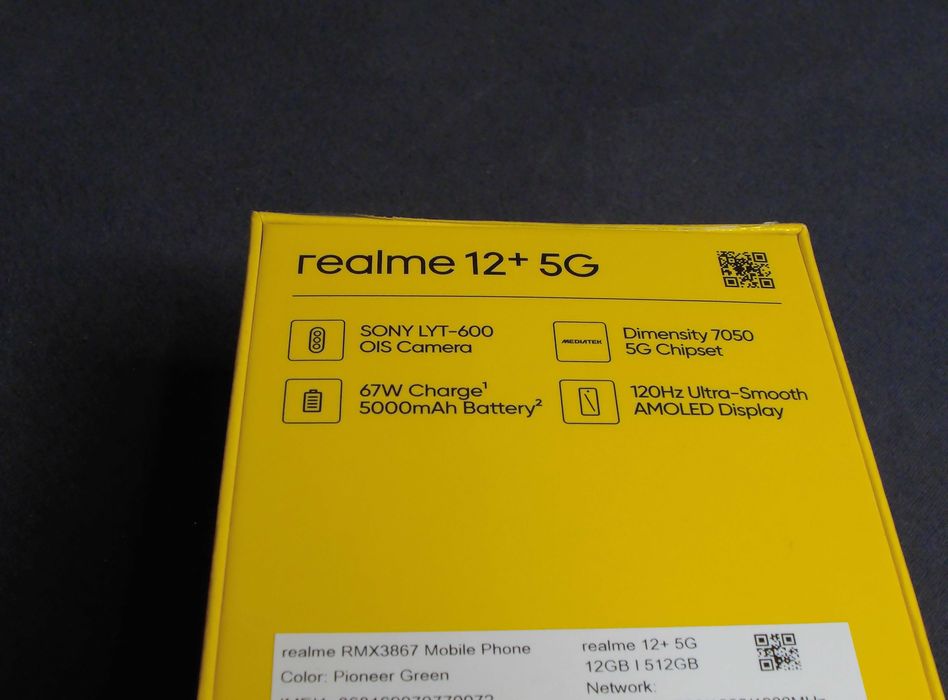 realme 12+ 5G
SONY LYT-600
OIS Camera
MEDIATEK
Dimensity 7050
5G Chipset
67W Charge¹
5000mAh Battery²
120Hz Ultra-Smooth
AMOLED Display
realme RMX3867 Mobile Phone
Color: Pioneer Green
realme 12+ 5G
12GB | 512GB
Network: